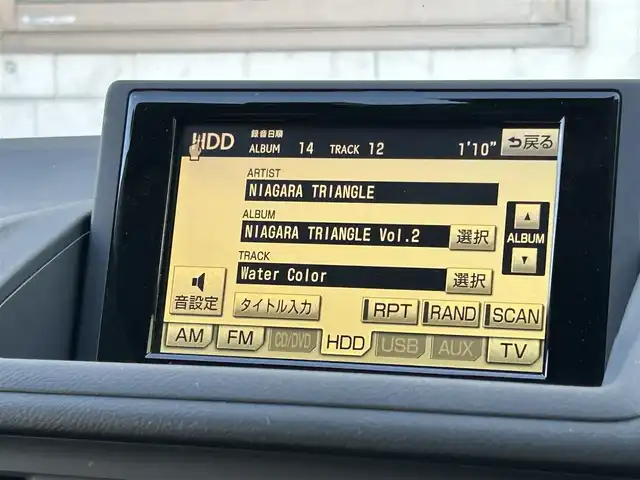 HDD 録音日順
ALBUM 14 TRACK 12 1'10" 戻る
ARTIST
NIAGARA TRIANGLE
ALBUM
NIAGARA TRIANGLE Vol.2 選択
ALBUM
TRACK
Water Color 選択
音設定
タイトル入力 RPT RAND SCAN
AM FM CD/DVD HDD USB AUX TV